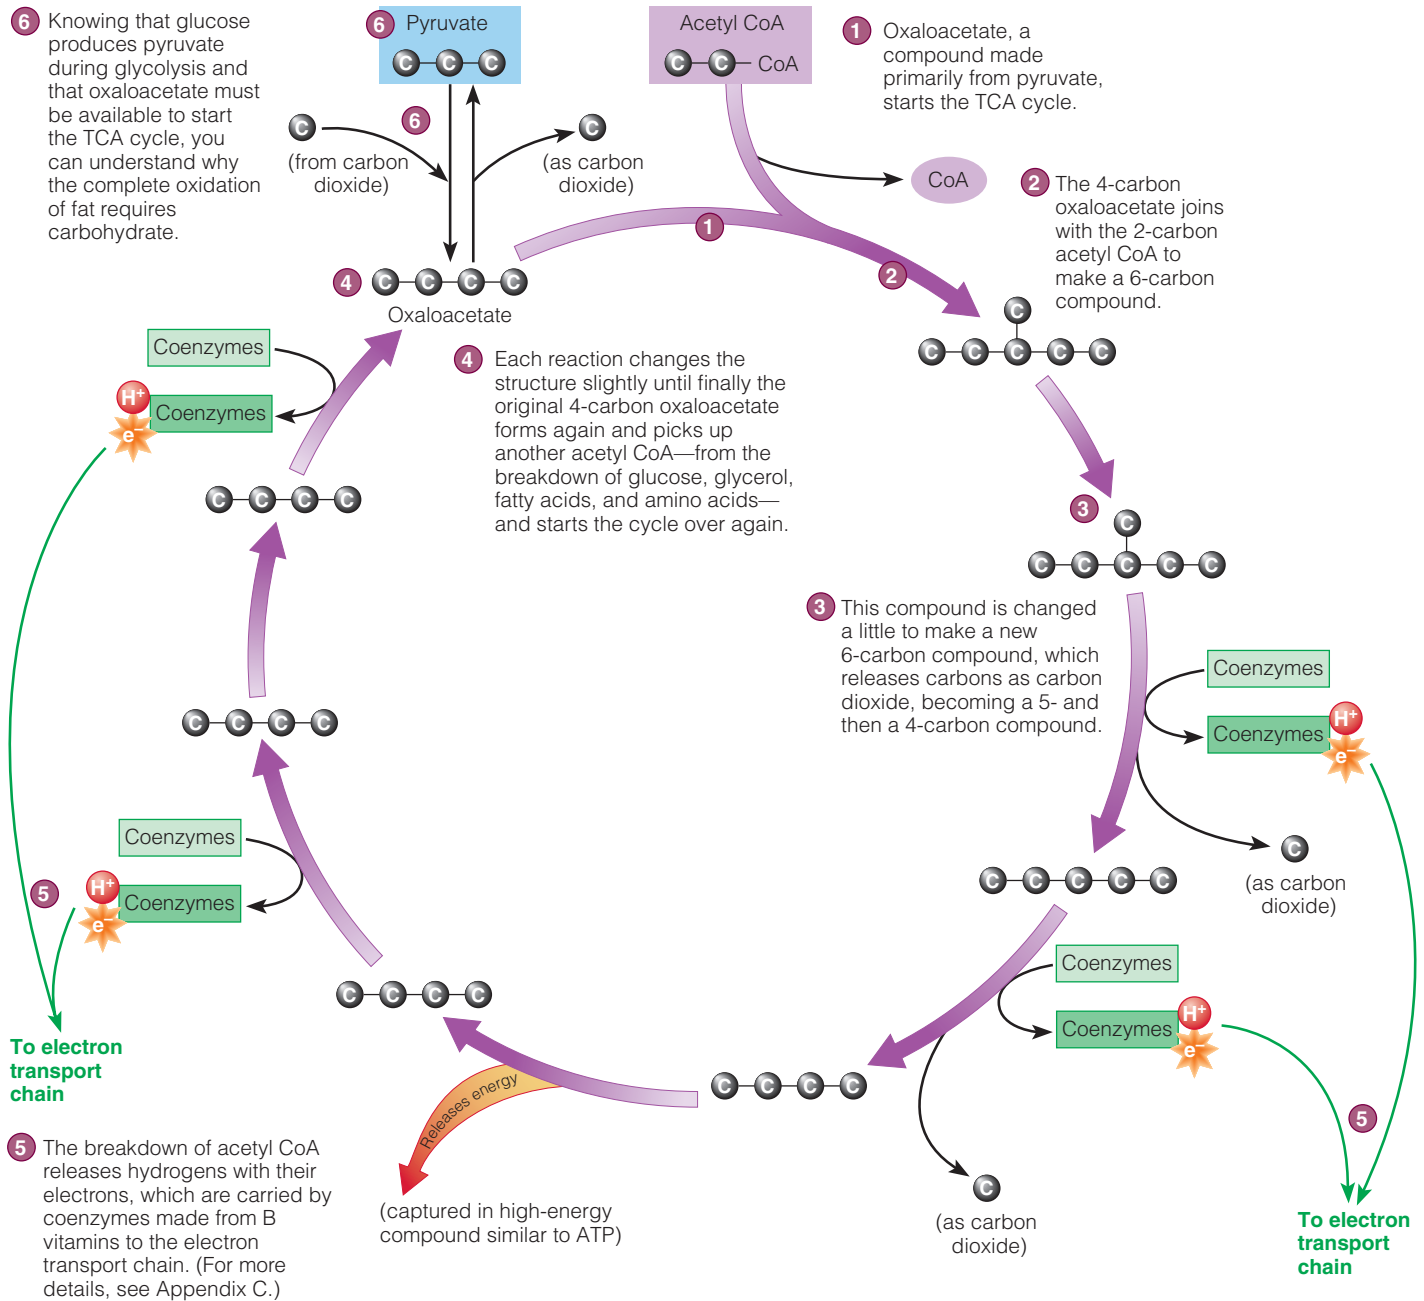 6 Knowing that glucose
produces pyruvate
during glycolysis and
that oxaloacetate must
be available to start
the TCA cycle, you
can understand why
the complete oxidation
of fat requires
carbohydrate.
6 Pyruvate
C C C
Acetyl CoA
C C CoA
1 Oxaloacetate, a
compound made
primarily from pyruvate,
starts the TCA cycle.
6
C
(from carbon
dioxide)
C
(as carbon
dioxide)
CoA
2 The 4-carbon
oxaloacetate joins
with the 2-carbon
acetyl CoA to
make a 6-carbon
compound.
1
2
4 C C C C
Oxaloacetate
C
C C C C C
4 Each reaction changes the
structure slightly until finally the
original 4-carbon oxaloacetate
forms again and picks up
another acetyl CoA—from the
breakdown of glucose, glycerol,
fatty acids, and amino acids—
and starts the cycle over again.
Coenzymes
H+
Coenzymes
e−
C C C C
3
C
C C C C C
3 This compound is changed
a little to make a new
6-carbon compound, which
releases carbons as carbon
dioxide, becoming a 5- and
then a 4-carbon compound.
Coenzymes
H+
Coenzymes
e−
C
(as carbon
dioxide)
C C C C
Coenzymes
H+
Coenzymes
e−
5
C C C C C
Coenzymes
H+
Coenzymes
e−
C C C C
C C C C
Releases energy
(captured in high-energy
compound similar to ATP)
C
(as carbon
dioxide)
To electron
transport
chain
5
To electron
transport
chain
5 The breakdown of acetyl CoA
releases hydrogens with their
electrons, which are carried by
coenzymes made from B
vitamins to the electron
transport chain. (For more
details, see Appendix C.)